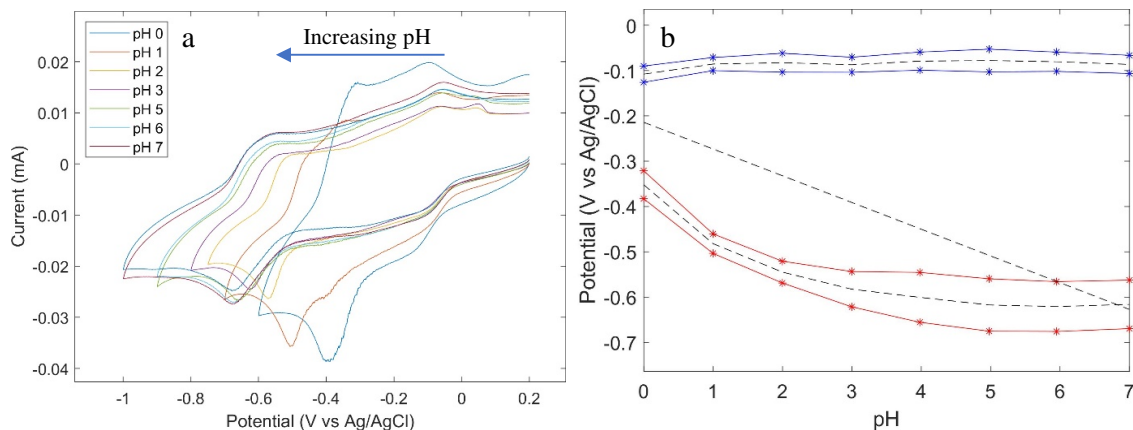 a
Increasing pH
pH 0
pH 1
pH 2
pH 3
pH 5
pH 6
pH 7
0.02
0.01
0
-0.01
-0.02
-0.03
-0.04
Current (mA)
-1
-0.8
-0.6
-0.4
-0.2
0
0.2
Potential (V vs Ag/AgCl)
b
0
-0.1
-0.2
-0.3
-0.4
-0.5
-0.6
-0.7
Potential (V vs Ag/AgCl)
0
1
2
3
4
5
6
7
pH